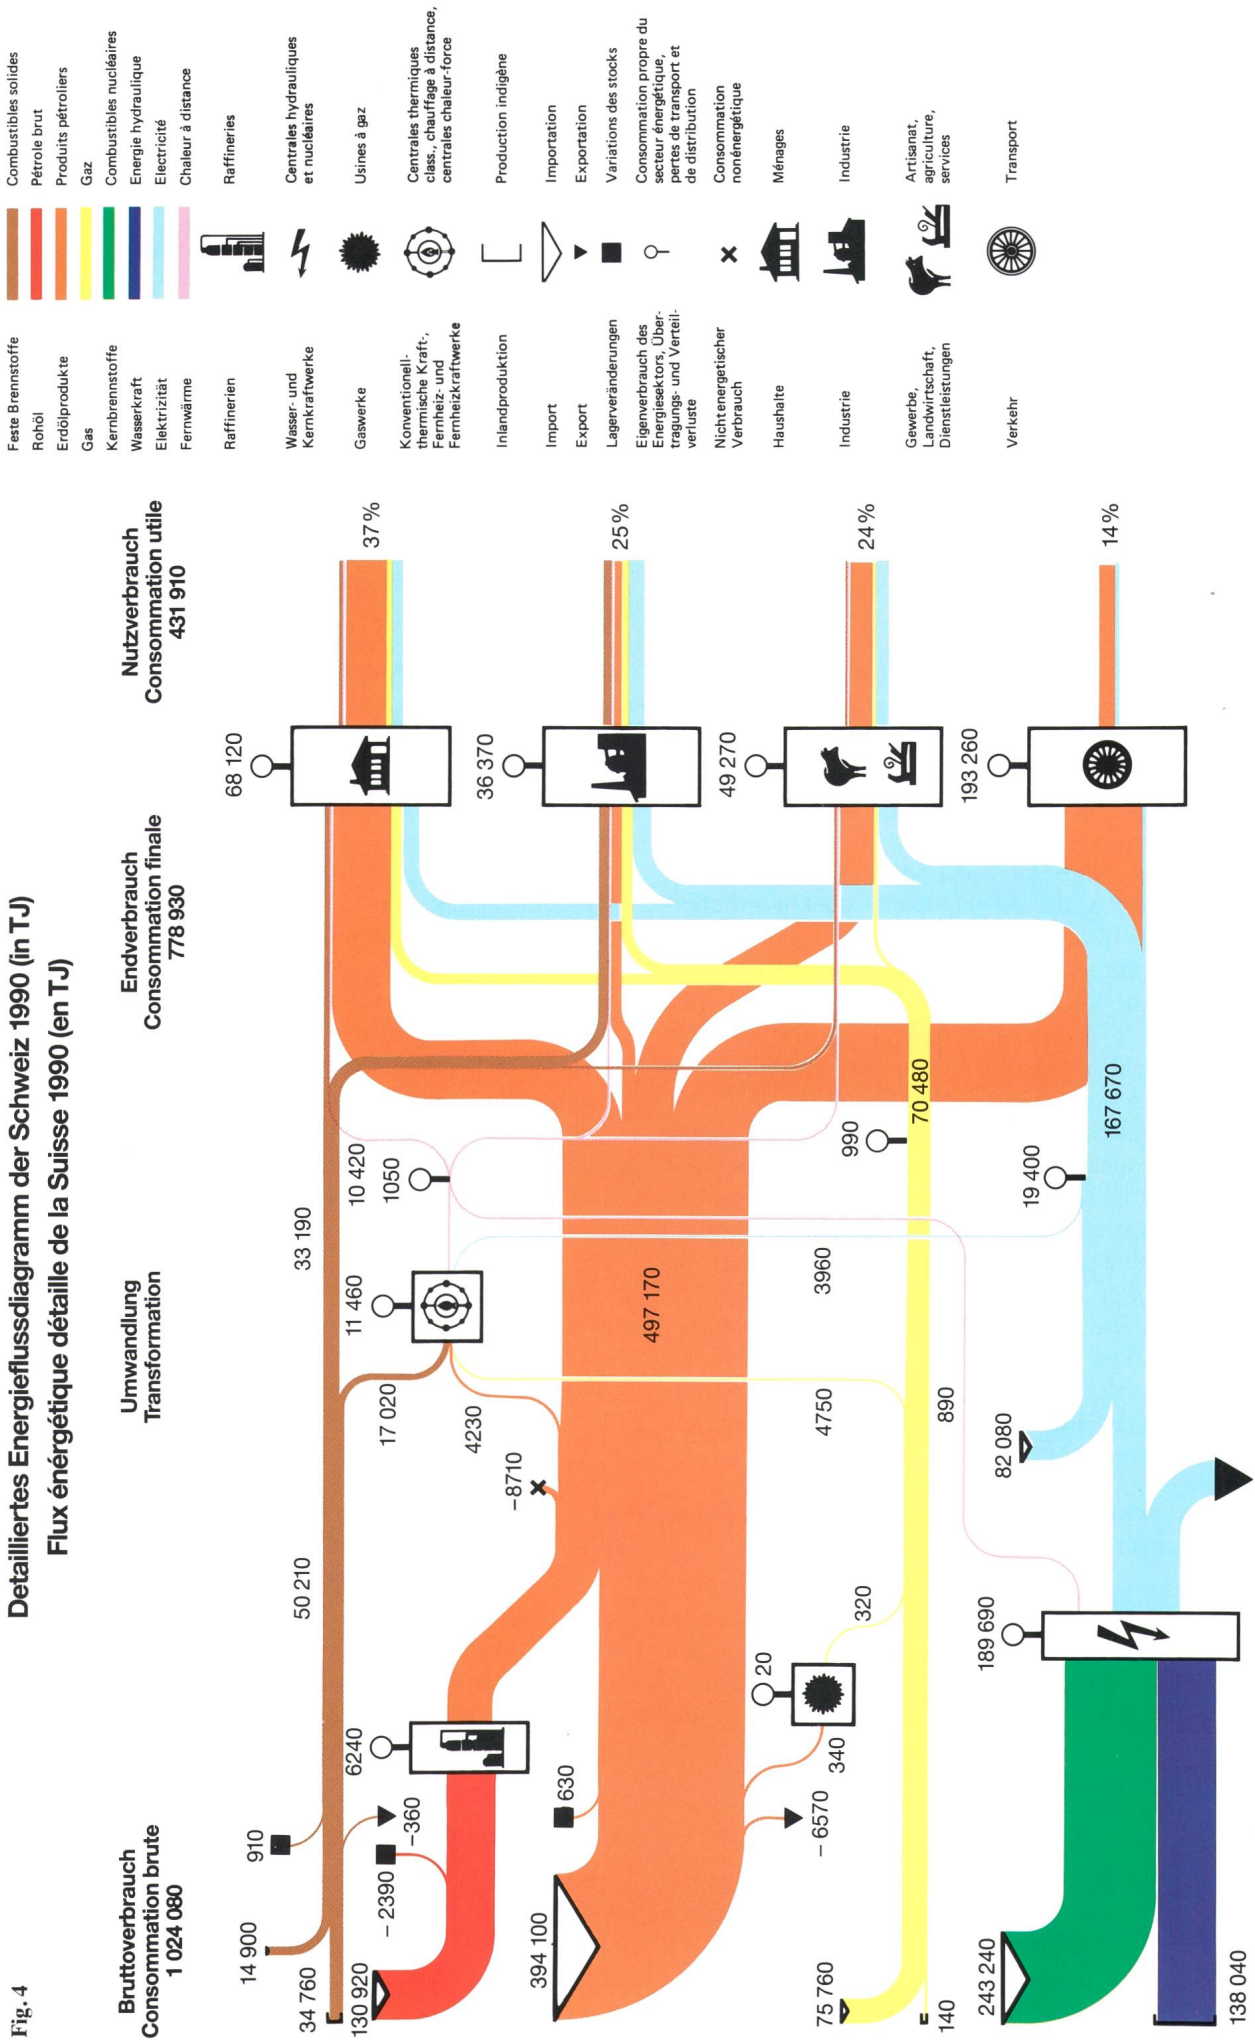 Fig. 4
Detailliertes Energieflussdiagramm der Schweiz 1990 (in TJ)
Flux énérgétique détaille de la Suisse 1990 (en TJ)
Bruttoverbrauch
Consommation brute
1 024 080
Umwandlung
Transformation
Endverbrauch
Consommation finale
778 930
Nutzverbrauch
Consommation utile
431 910
14 900
910
34 760
130 920
– 2390
–360
6240
50 210
33 190
17 020
11 460
10 420
1050
4230
–8710
394 100
630
– 6570
340
20
320
497 170
4750
3960
890
990
70 480
75 760
140
243 240
138 040
189 690
82 080
19 400
167 670
68 120
36 370
49 270
193 260
37 %
25 %
24 %
14 %
Feste Brennstoffe
Rohöl
Erdölprodukte
Gas
Kernbrennstoffe
Wasserkraft
Elektrizität
Fernwärme
Raffinerien
Wasser- und
Kernkraftwerke
Gaswerke
Konventionell-
thermische Kraft-,
Fernheiz- und
Fernheizkraftwerke
Inlandproduktion
Import
Export
Lagerveränderungen
Eigenverbrauch des
Energiesektors, Über-
tragungs- und Verteil-
verluste
Nichtenergetischer
Verbrauch
Haushalte
Industrie
Gewerbe,
Landwirtschaft,
Dienstleistungen
Verkehr
Combustibles solides
Pétrole brut
Produits pétroliers
Gaz
Combustibles nucléaires
Energie hydraulique
Electricité
Chaleur à distance
Raffineries
Centrales hydrauliques
et nucléaires
Usines à gaz
Centrales thermiques
class., chauffage à distance,
centrales chaleur-force
Production indigène
Importation
Exportation
Variations des stocks
Consommation propre du
secteur énergétique,
pertes de transport et
de distribution
Consommation
nonénergétique
Ménages
Industrie
Artisanat,
agriculture,
services
Transport